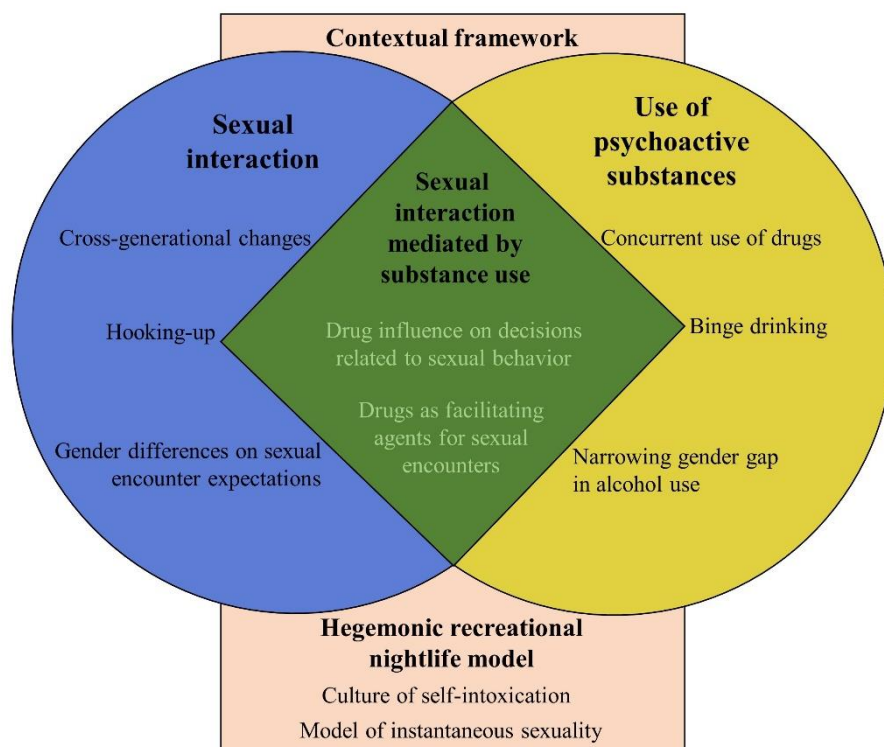 Contextual framework
Sexual
interaction
Cross-generational changes
Hooking-up
Gender differences on sexual
encounter expectations
Sexual
interaction
mediated by
substance use
Drug influence on decisions
related to sexual behavior
Drugs as facilitating
agents for sexual
encounters
Use of
psychoactive
substances
Concurrent use of drugs
Binge drinking
Narrowing gender gap
in alcohol use
Hegemonic recreational
nightlife model
Culture of self-intoxication
Model of instantaneous sexuality